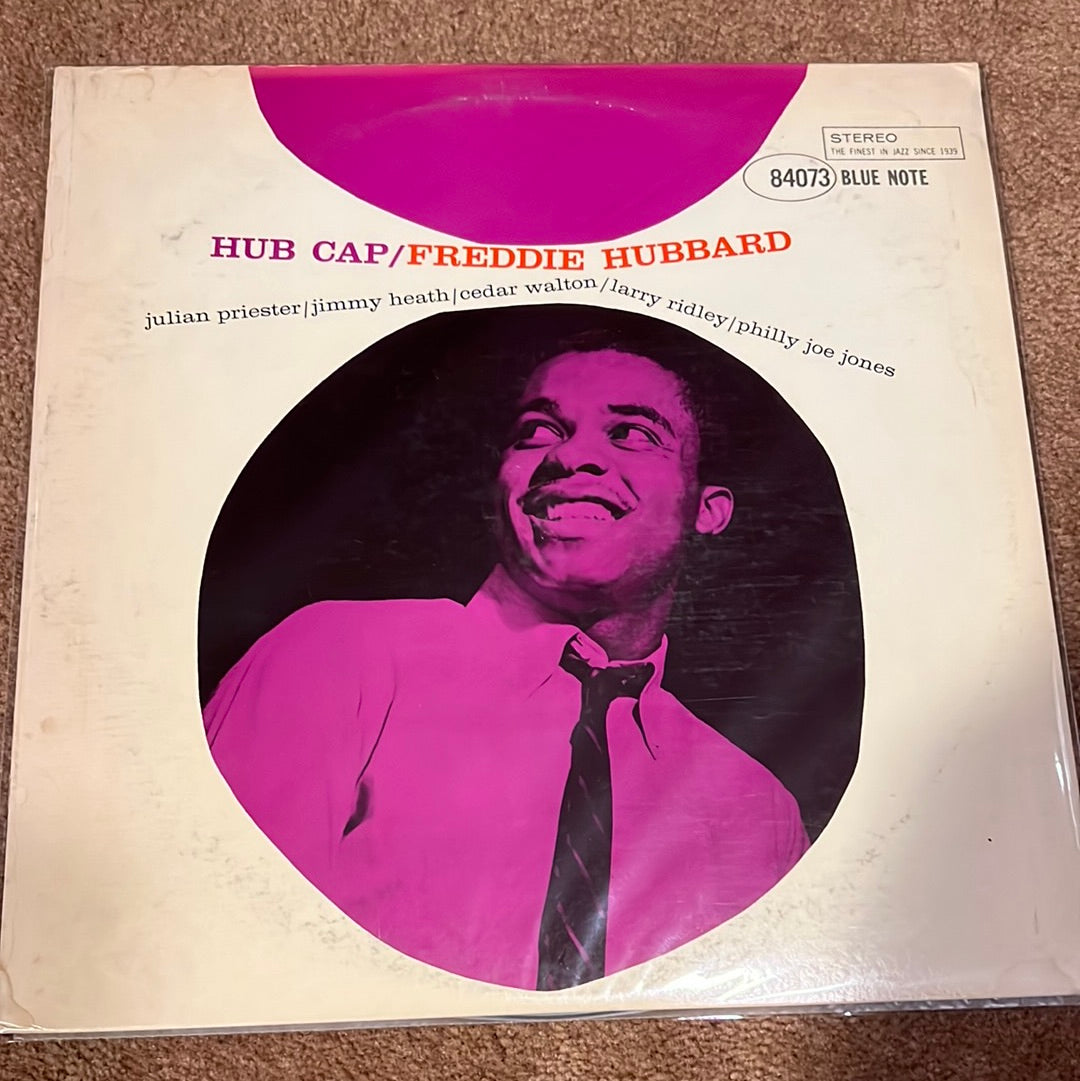 STEREO
THE FINEST IN JAZZ SINCE 1939
84073 BLUE NOTE
HUB CAP/FREDDIE HUBBARD
julian priester/jimmy heath/cedar walton/larry ridley/philly joe jones